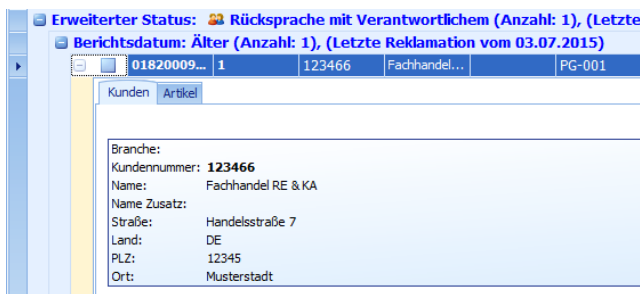 Erweiterter Status: Rücksprache mit Verantwortlichem (Anzahl: 1), (Letzte
Berichtsdatum: Älter (Anzahl: 1), (Letzte Reklamation vom 03.07.2015)
01820009... 1 123466 Fachhandel... PG-001
Kunden Artikel
Branche:
Kundennummer: 123466
Name: Fachhandel RE & KA
Name Zusatz:
Straße: Handelsstraße 7
Land: DE
PLZ: 12345
Ort: Musterstadt